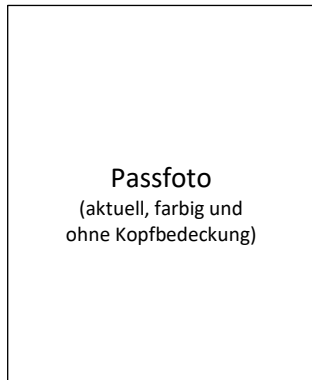 Passfoto
(aktuell, farbig und
ohne Kopfbedeckung)